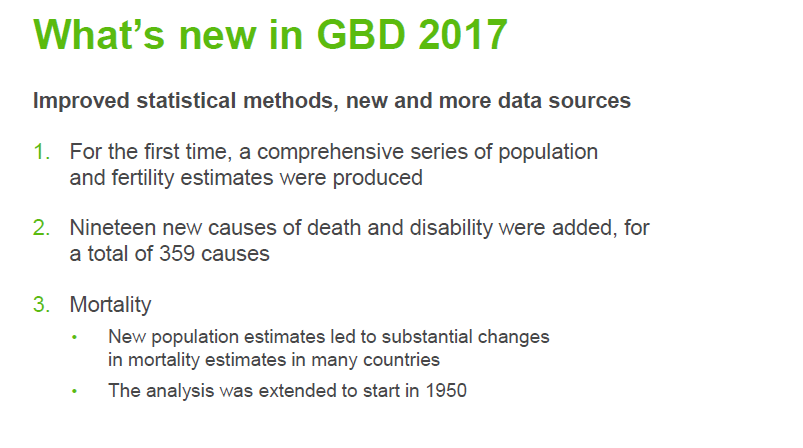 What's new in GBD 2017
Improved statistical methods, new and more data sources
1. For the first time, a comprehensive series of population
and fertility estimates were produced
2. Nineteen new causes of death and disability were added, for
a total of 359 causes
3. Mortality
• New population estimates led to substantial changes
in mortality estimates in many countries
• The analysis was extended to start in 1950